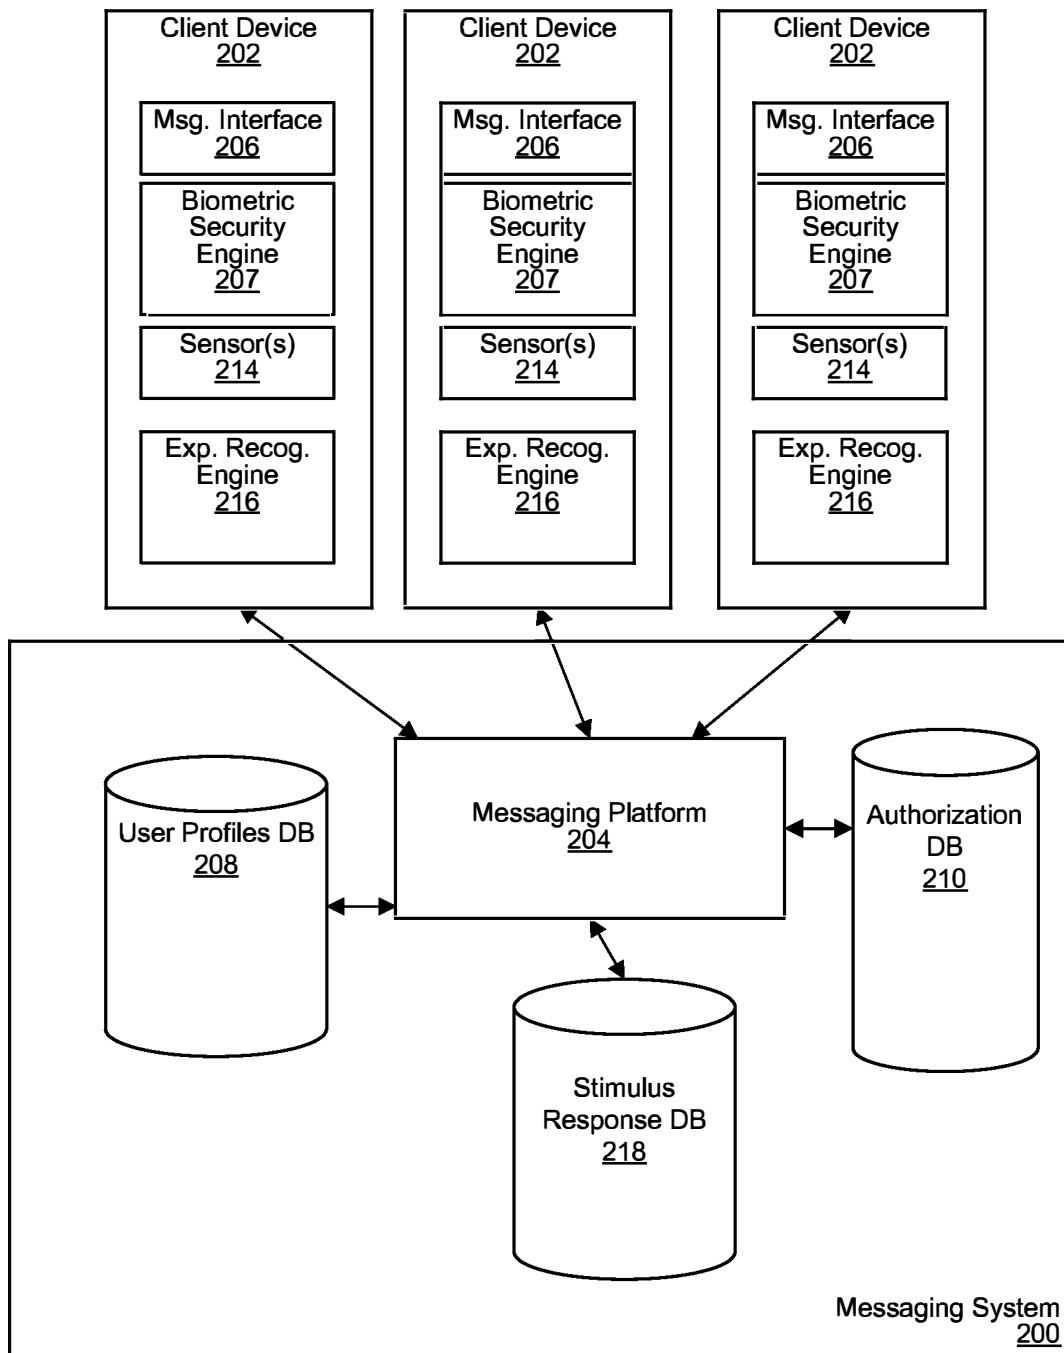 Client Device
202
Msg. Interface
206
Biometric
Security
Engine
207
Sensor(s)
214
Exp. Recog.
Engine
216
Client Device
202
Msg. Interface
206
Biometric
Security
Engine
207
Sensor(s)
214
Exp. Recog.
Engine
216
Client Device
202
Msg. Interface
206
Biometric
Security
Engine
207
Sensor(s)
214
Exp. Recog.
Engine
216
User Profiles DB
208
Messaging Platform
204
Authorization
DB
210
Stimulus
Response DB
218
Messaging System
200